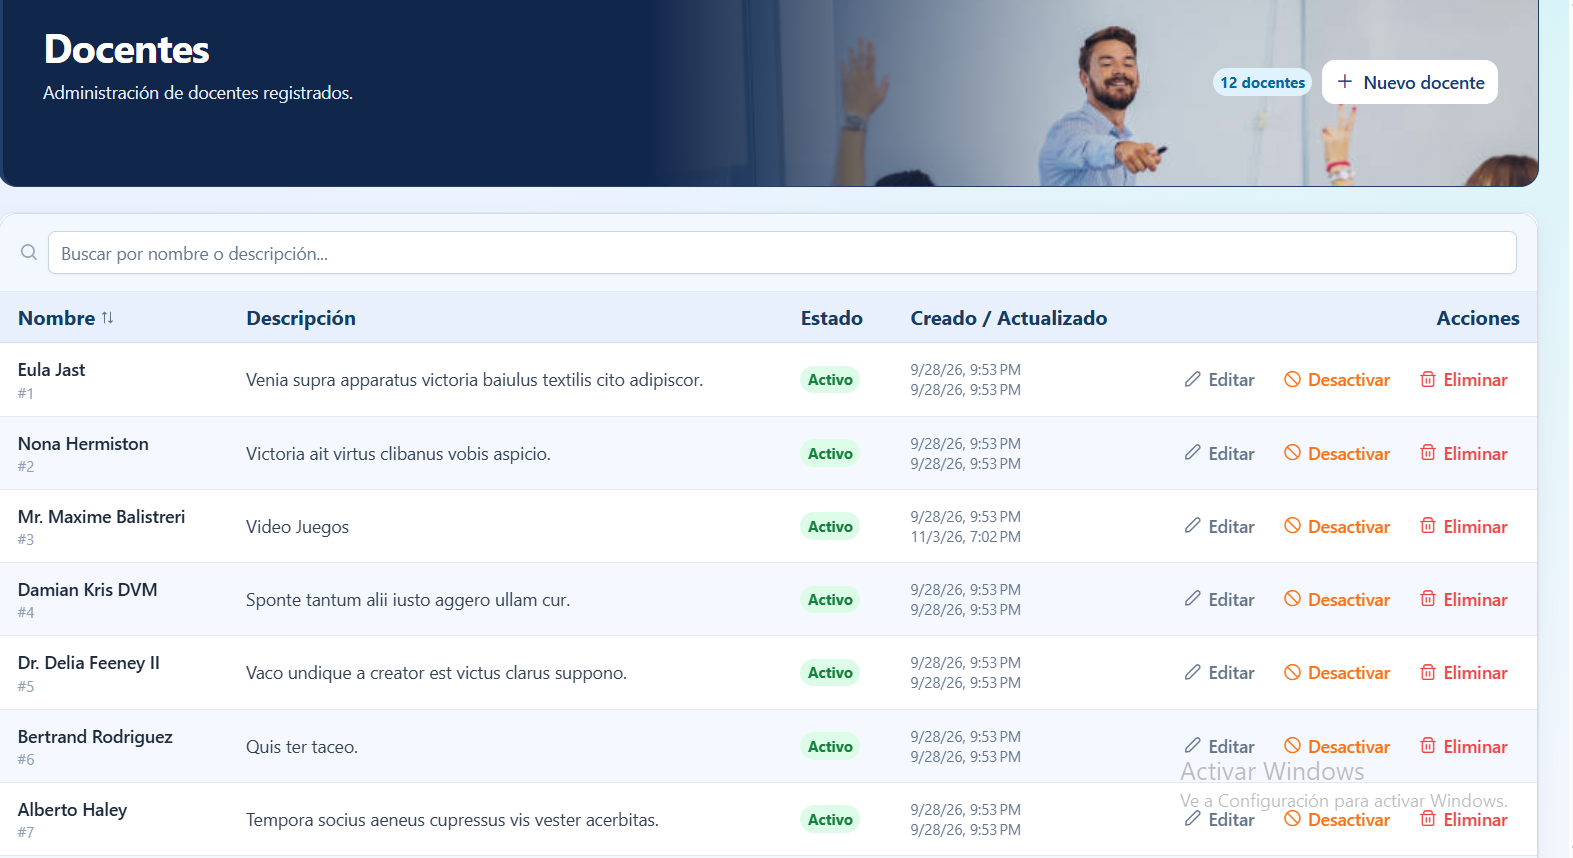 Docentes
Administración de docentes registrados.
12 docentes
+ Nuevo docente
Buscar por nombre o descripción...
Nombre ↑↓ Descripción Estado Creado / Actualizado Acciones
Eula Jast
#1
Venia supra apparatus victoria baiulus textilis cito adipiscor.
Activo
9/28/26, 9:53 PM
9/28/26, 9:53 PM
Editar Desactivar Eliminar
Nona Hermiston
#2
Victoria ait virtus clibanus vobis aspicio.
Activo
9/28/26, 9:53 PM
9/28/26, 9:53 PM
Editar Desactivar Eliminar
Mr. Maxime Balistreri
#3
Video Juegos
Activo
9/28/26, 9:53 PM
11/3/26, 7:02 PM
Editar Desactivar Eliminar
Damian Kris DVM
#4
Sponte tantum alii iusto aggero ullam cur.
Activo
9/28/26, 9:53 PM
9/28/26, 9:53 PM
Editar Desactivar Eliminar
Dr. Delia Feeney II
#5
Vaco undique a creator est victus clarus suppono.
Activo
9/28/26, 9:53 PM
9/28/26, 9:53 PM
Editar Desactivar Eliminar
Bertrand Rodriguez
#6
Quis ter taceo.
Activo
9/28/26, 9:53 PM
9/28/26, 9:53 PM
Editar Desactivar Eliminar
Activar Windows
Ve a Configuración para activar Windows.
Alberto Haley
#7
Tempora socius aeneus cupressus vis vester acerbitas.
Activo
9/28/26, 9:53 PM
9/28/26, 9:53 PM
Editar Desactivar Eliminar